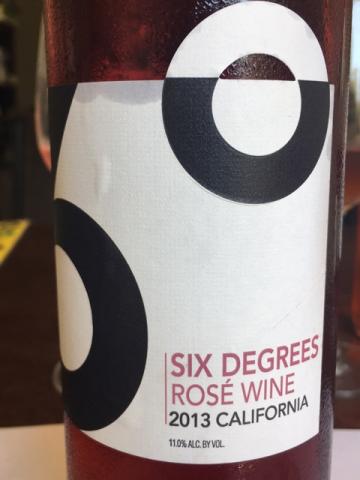 SIX DEGREES
ROSÉ WINE
2013 CALIFORNIA
11.0% ALC. BY VOL.